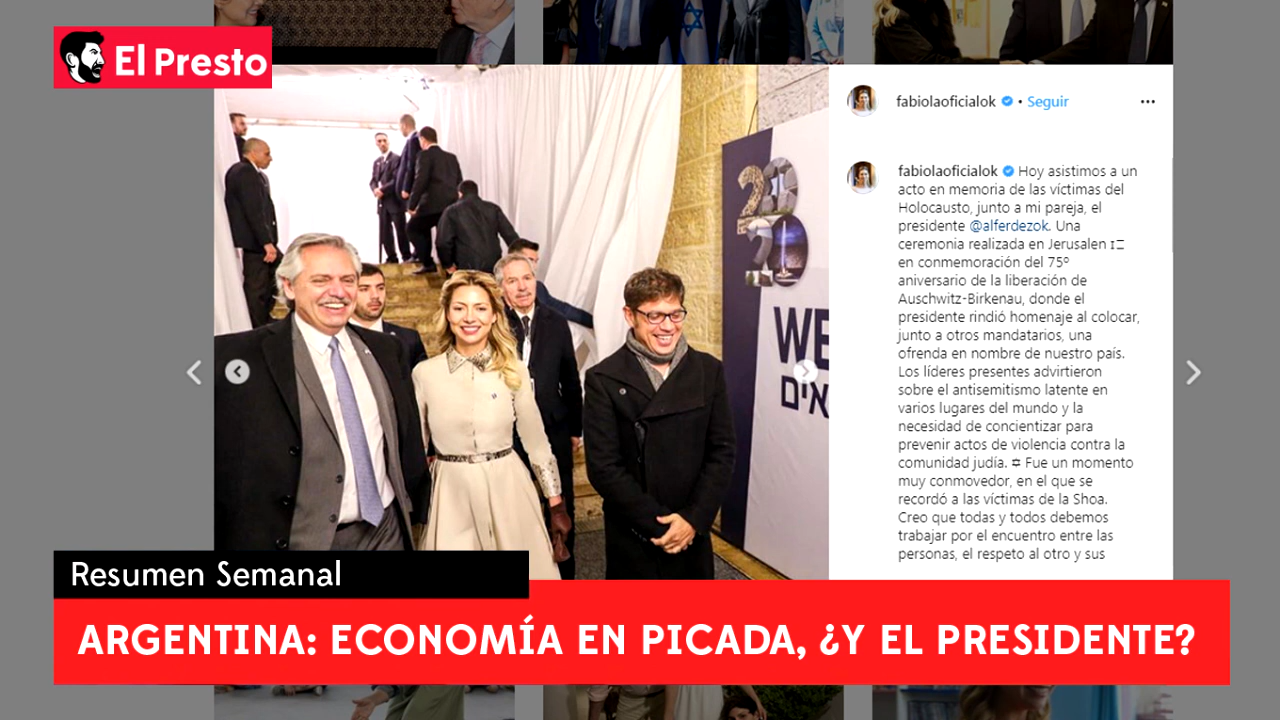 El Presto
fabiolaoficialok • Seguir
fabiolaoficialok Hoy asistimos a un
acto en memoria de las víctimas del
Holocausto, junto a mi pareja, el
presidente @alferdezok. Una
ceremonia realizada en Jerusalen
en conmemoración del 75º
aniversario de la liberación de
Auschwitz-Birkenau, donde el
presidente rindió homenaje al colocar,
junto a otros mandatarios, una
ofrenda en nombre de nuestro país.
Los líderes presentes advirtieron
sobre el antisemitismo latente en
varios lugares del mundo y la
necesidad de concientizar para
prevenir actos de violencia contra la
comunidad judía. ✡ Fue un momento
muy conmovedor, en el que se
recordó a las víctimas de la Shoa.
Creo que todas y todos debemos
trabajar por el encuentro entre las
personas, el respeto al otro y sus
2020
WE
אים
Resumen Semanal
ARGENTINA: ECONOMÍA EN PICADA, ¿Y EL PRESIDENTE?